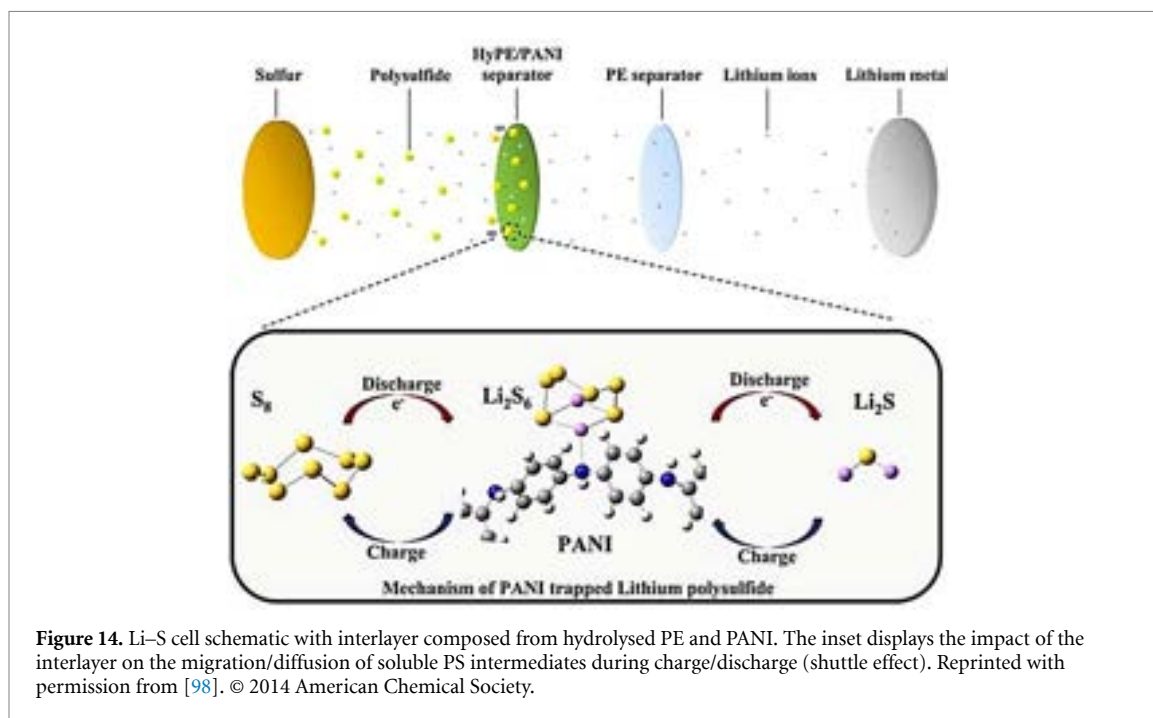 HyPE/PANI
Sulfur Polysulfide separator PE separator Lithium ions Lithium metal
S8 Discharge e- Li2S6 Discharge e- Li2S
Charge PANI Charge
Mechanism of PANI trapped Lithium polysulfide
Figure 14. Li–S cell schematic with interlayer composed from hydrolysed PE and PANI. The inset displays the impact of the
interlayer on the migration/diffusion of soluble PS intermediates during charge/discharge (shuttle effect). Reprinted with
permission from [98]. © 2014 American Chemical Society.